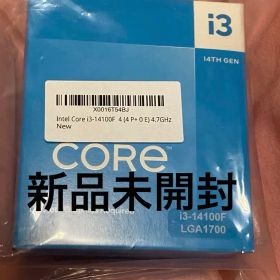 i3
14TH GEN
X0016T54BJ
Intel Core i3-14100F 4 (4 P+ 0 E) 4.7GHz
New
CORE
新品未開封
Required
i3-14100F
LGA1700